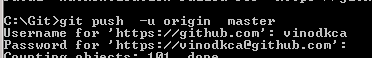 C:\Git>git push -u origin master
Username for 'https://github.com': vinodkca
Password for 'https://vinodkca@github.com':
Counting objects: 101, done.